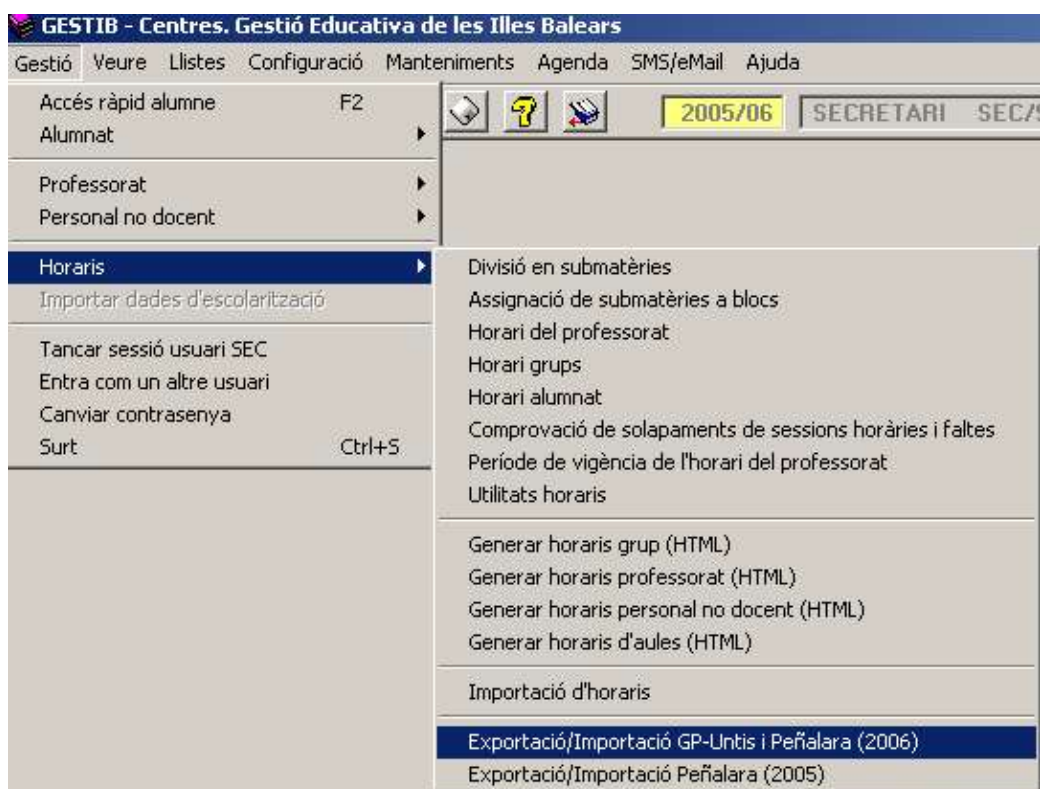 GESTIB - Centres. Gestió Educativa de les Illes Balears
Gestió Veure Llistes Configuració Manteniments Agenda SMS/eMail Ajuda
Accés ràpid alumne F2
Alumnat
2005/06 SECRETARI SEC/
Professorat
Personal no docent
Horaris
Importar dades d'escolarització
Tancar sessió usuari SEC
Entra com un altre usuari
Canviar contrasenya
Surt Ctrl+S
Divisió en submatèries
Assignació de submatèries a blocs
Horari del professorat
Horari grups
Horari alumnat
Comprovació de solapaments de sessions horàries i faltes
Període de vigència de l'horari del professorat
Utilitats horaris
Generar horaris grup (HTML)
Generar horaris professorat (HTML)
Generar horaris personal no docent (HTML)
Generar horaris d'aules (HTML)
Importació d'horaris
Exportació/Importació GP-Untis i Peñalara (2006)
Exportació/Importació Peñalara (2005)